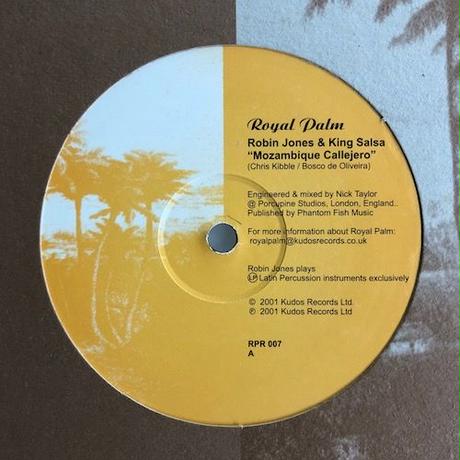 Royal Palm
Robin Jones & King Salsa
"Mozambique Callejero"
(Chris Kibble / Bosco de Oliveira)
Engineered & mixed by Nick Taylor
@ Porcupine Studios, London, England..
Published by Phantom Fish Music
For more information about Royal Palm:
royalpalm@kudosrecords.co.uk
Robin Jones plays
LP Latin Percussion instruments exclusively
© 2001 Kudos Records Ltd.
℗ 2001 Kudos Records Ltd
RPR 007
A